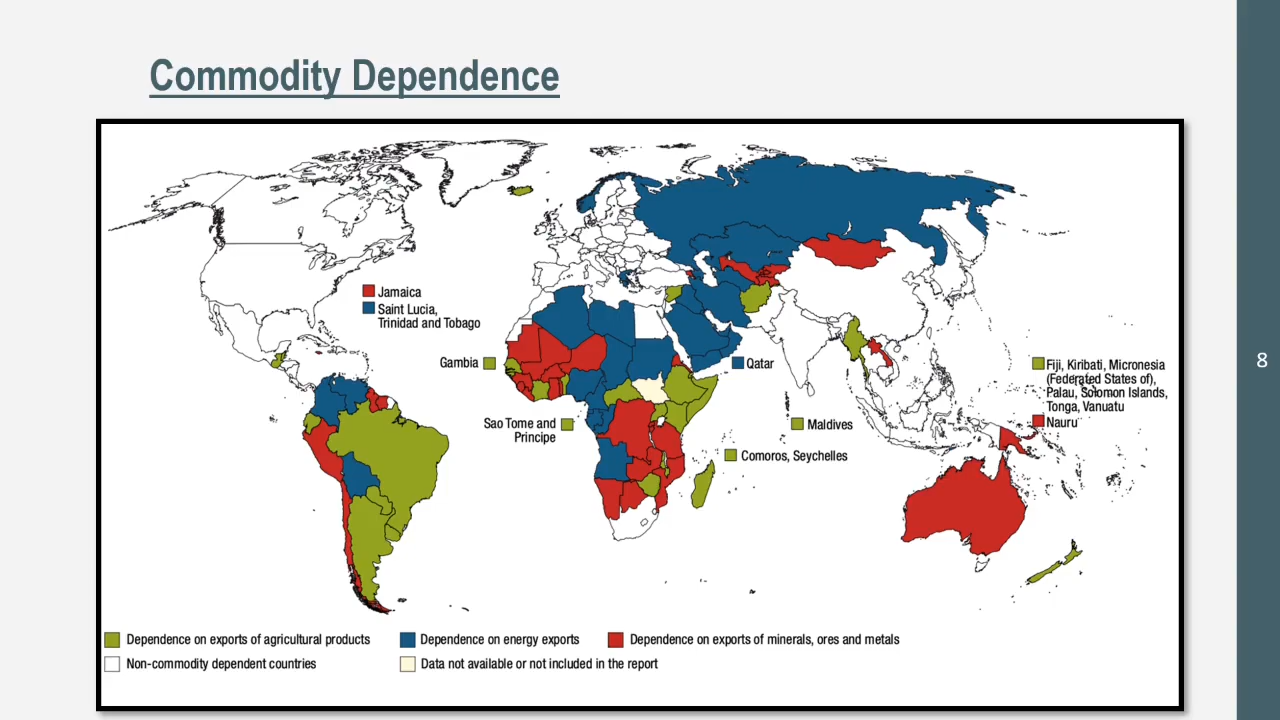 Commodity Dependence
8
Jamaica
Saint Lucia,
Trinidad and Tobago
Gambia
Qatar
Sao Tome and
Principe
Maldives
Comoros, Seychelles
Fiji, Kiribati, Micronesia
(Federated States of),
Palau, Solomon Islands,
Tonga, Vanuatu
Nauru
Dependence on exports of agricultural products
Dependence on energy exports
Dependence on exports of minerals, ores and metals
Non-commodity dependent countries
Data not available or not included in the report